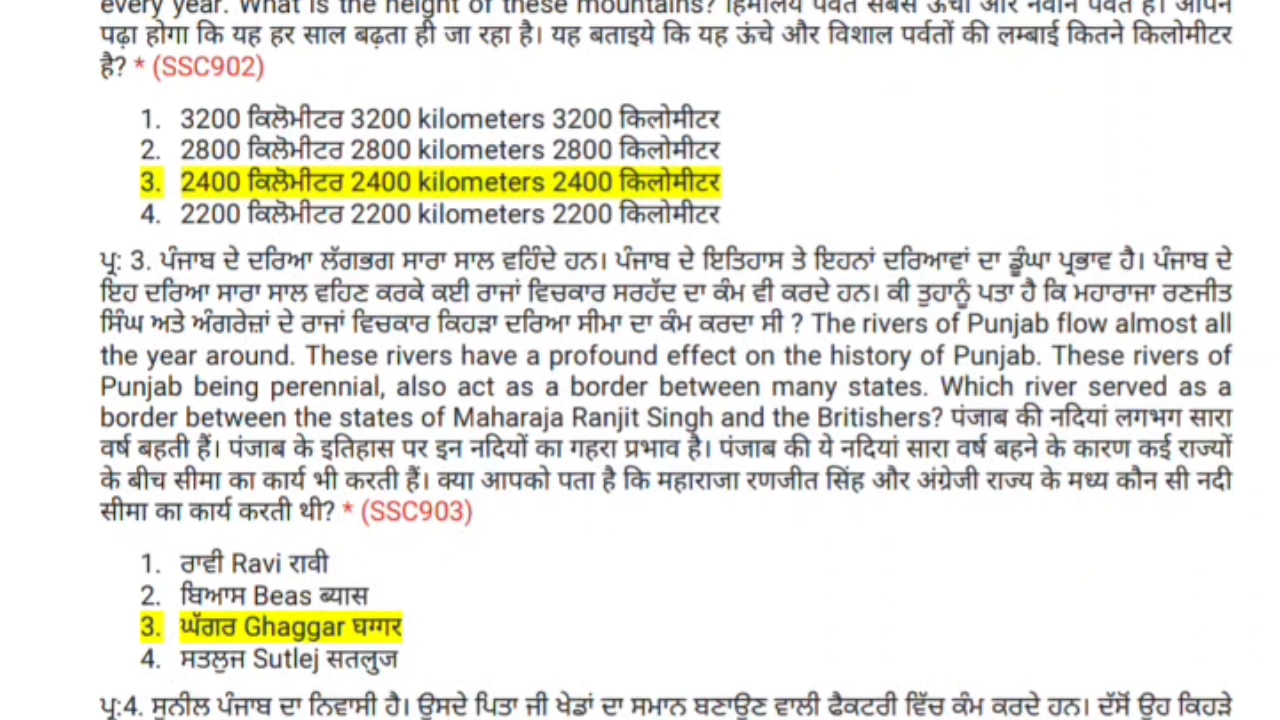 every year. What is the height of these mountains? हिमालय पर्वत सबसे ऊँचा और नवीन पर्वत है। आपने
पढ़ा होगा कि यह हर साल बढ़ता ही जा रहा है। यह बताइये कि यह ऊंचे और विशाल पर्वतों की लम्बाई कितने किलोमीटर
है? * (SSC902)
1. 3200 ਕਿਲੋਮੀਟਰ 3200 kilometers 3200 किलोमीटर
2. 2800 ਕਿਲੋਮੀਟਰ 2800 kilometers 2800 किलोमीटर
3. 2400 ਕਿਲੋਮੀਟਰ 2400 kilometers 2400 किलोमीटर
4. 2200 ਕਿਲੋਮੀਟਰ 2200 kilometers 2200 किलोमीटर
ਪ੍ਰ: 3. ਪੰਜਾਬ ਦੇ ਦਰਿਆ ਲੱਗਭਗ ਸਾਰਾ ਸਾਲ ਵਹਿੰਦੇ ਹਨ। ਪੰਜਾਬ ਦੇ ਇਤਿਹਾਸ ਤੇ ਇਹਨਾਂ ਦਰਿਆਵਾਂ ਦਾ ਡੂੰਘਾ ਪ੍ਰਭਾਵ ਹੈ। ਪੰਜਾਬ ਦੇ
ਇਹ ਦਰਿਆ ਸਾਰਾ ਸਾਲ ਵਹਿਣ ਕਰਕੇ ਕਈ ਰਾਜਾਂ ਵਿਚਕਾਰ ਸਰਹੱਦ ਦਾ ਕੰਮ ਵੀ ਕਰਦੇ ਹਨ। ਕੀ ਤੁਹਾਨੂੰ ਪਤਾ ਹੈ ਕਿ ਮਹਾਰਾਜਾ ਰਣਜੀਤ
ਸਿੰਘ ਅਤੇ ਅੰਗਰੇਜ਼ਾਂ ਦੇ ਰਾਜਾਂ ਵਿਚਕਾਰ ਕਿਹੜਾ ਦਰਿਆ ਸੀਮਾ ਦਾ ਕੰਮ ਕਰਦਾ ਸੀ ? The rivers of Punjab flow almost all
the year around. These rivers have a profound effect on the history of Punjab. These rivers of
Punjab being perennial, also act as a border between many states. Which river served as a
border between the states of Maharaja Ranjit Singh and the Britishers? पंजाब की नदियां लगभग सारा
वर्ष बहती हैं। पंजाब के इतिहास पर इन नदियों का गहरा प्रभाव है। पंजाब की ये नदियां सारा वर्ष बहने के कारण कई राज्यों
के बीच सीमा का कार्य भी करती हैं। क्या आपको पता है कि महाराजा रणजीत सिंह और अंग्रेजी राज्य के मध्य कौन सी नदी
सीमा का कार्य करती थी? * (SSC903)
1. ਰਾਵੀ Ravi रावी
2. ਬਿਆਸ Beas ब्यास
3. ਘੱਗਰ Ghaggar घग्गर
4. ਸਤਲੁਜ Sutlej सतलुज
ਪ੍ਰ:4. ਸੁਨੀਲ ਪੰਜਾਬ ਦਾ ਨਿਵਾਸੀ ਹੈ। ਉਸਦੇ ਪਿਤਾ ਜੀ ਖੇਡਾਂ ਦਾ ਸਮਾਨ ਬਣਾਉਣ ਵਾਲੀ ਫੈਕਟਰੀ ਵਿੱਚ ਕੰਮ ਕਰਦੇ ਹਨ। ਦੱਸੋਂ ਉਹ ਕਿਹੜੇ